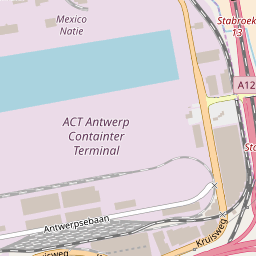 Mexico
Natie
Stabroek
13
A12
ACT Antwerp
Containter
Terminal
Antwerpsebaan
Kruisweg